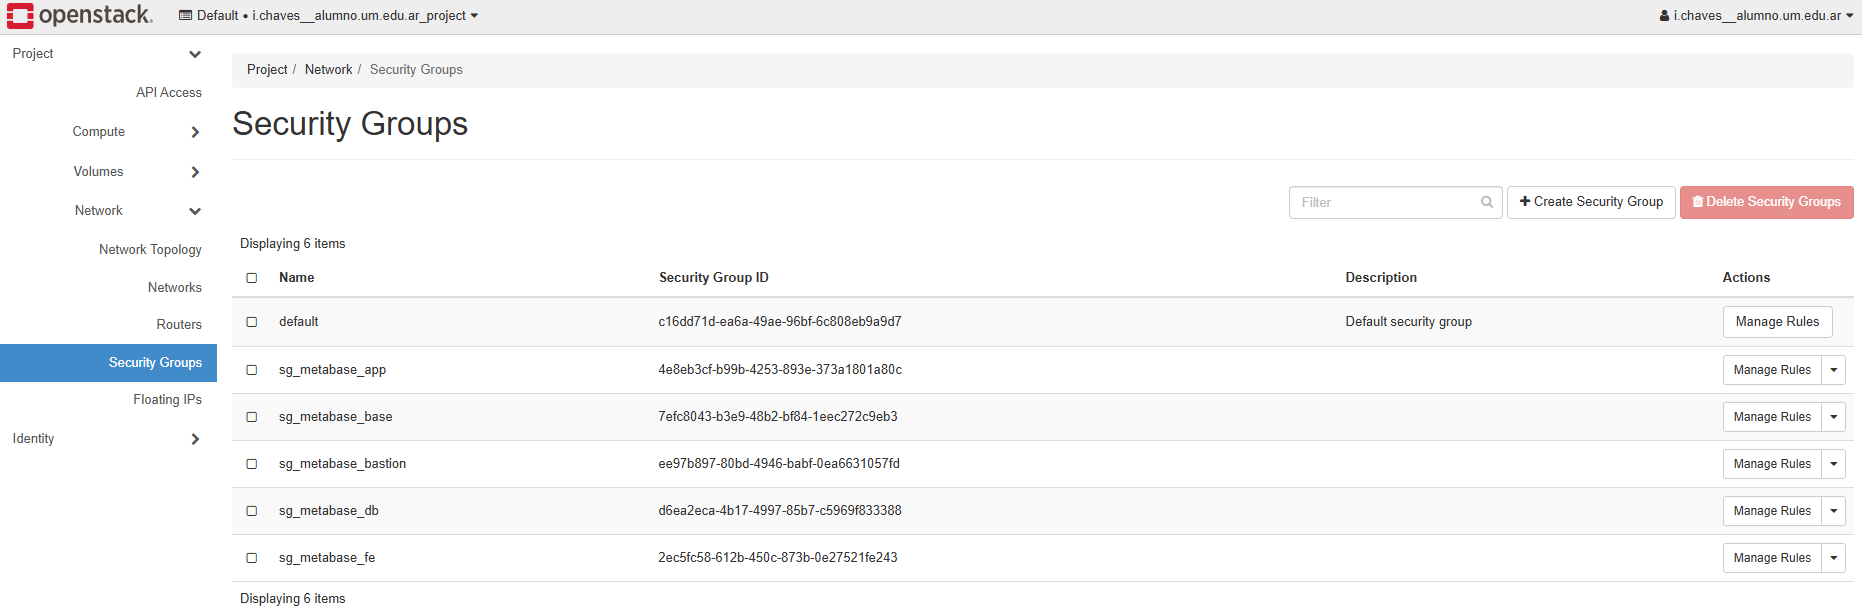 openstack. Default • i.chaves__alumno.um.edu.ar_project i.chaves__alumno.um.edu.ar
Project
API Access
Compute
Volumes
Network
Network Topology
Networks
Routers
Security Groups
Floating IPs
Identity
Project / Network / Security Groups
Security Groups
Filter + Create Security Group Delete Security Groups
Displaying 6 items
Name Security Group ID Description Actions
default c16dd71d-ea6a-49ae-96bf-6c808eb9a9d7 Default security group Manage Rules
sg_metabase_app 4e8eb3cf-b99b-4253-893e-373a1801a80c Manage Rules
sg_metabase_base 7efc8043-b3e9-48b2-bf84-1eec272c9eb3 Manage Rules
sg_metabase_bastion ee97b897-80bd-4946-babf-0ea6631057fd Manage Rules
sg_metabase_db d6ea2eca-4b17-4997-85b7-c5969f833388 Manage Rules
sg_metabase_fe 2ec5fc58-612b-450c-873b-0e27521fe243 Manage Rules
Displaying 6 items